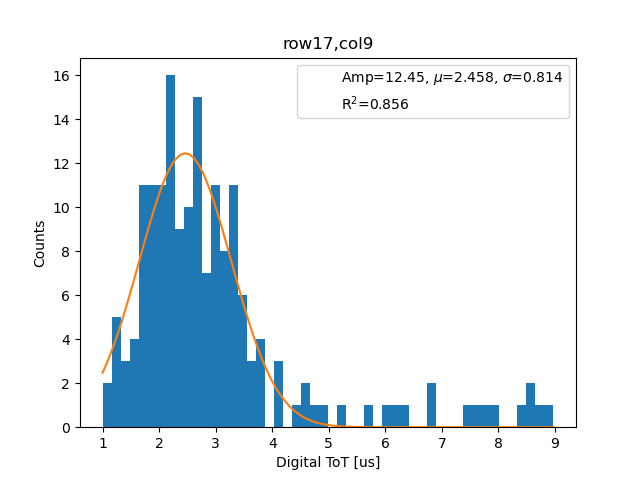 row17,col9
Amp=12.45, μ=2.458, σ=0.814
R²=0.856
Counts
16
14
12
10
8
6
4
2
0
1 2 3 4 5 6 7 8 9
Digital ToT [us]